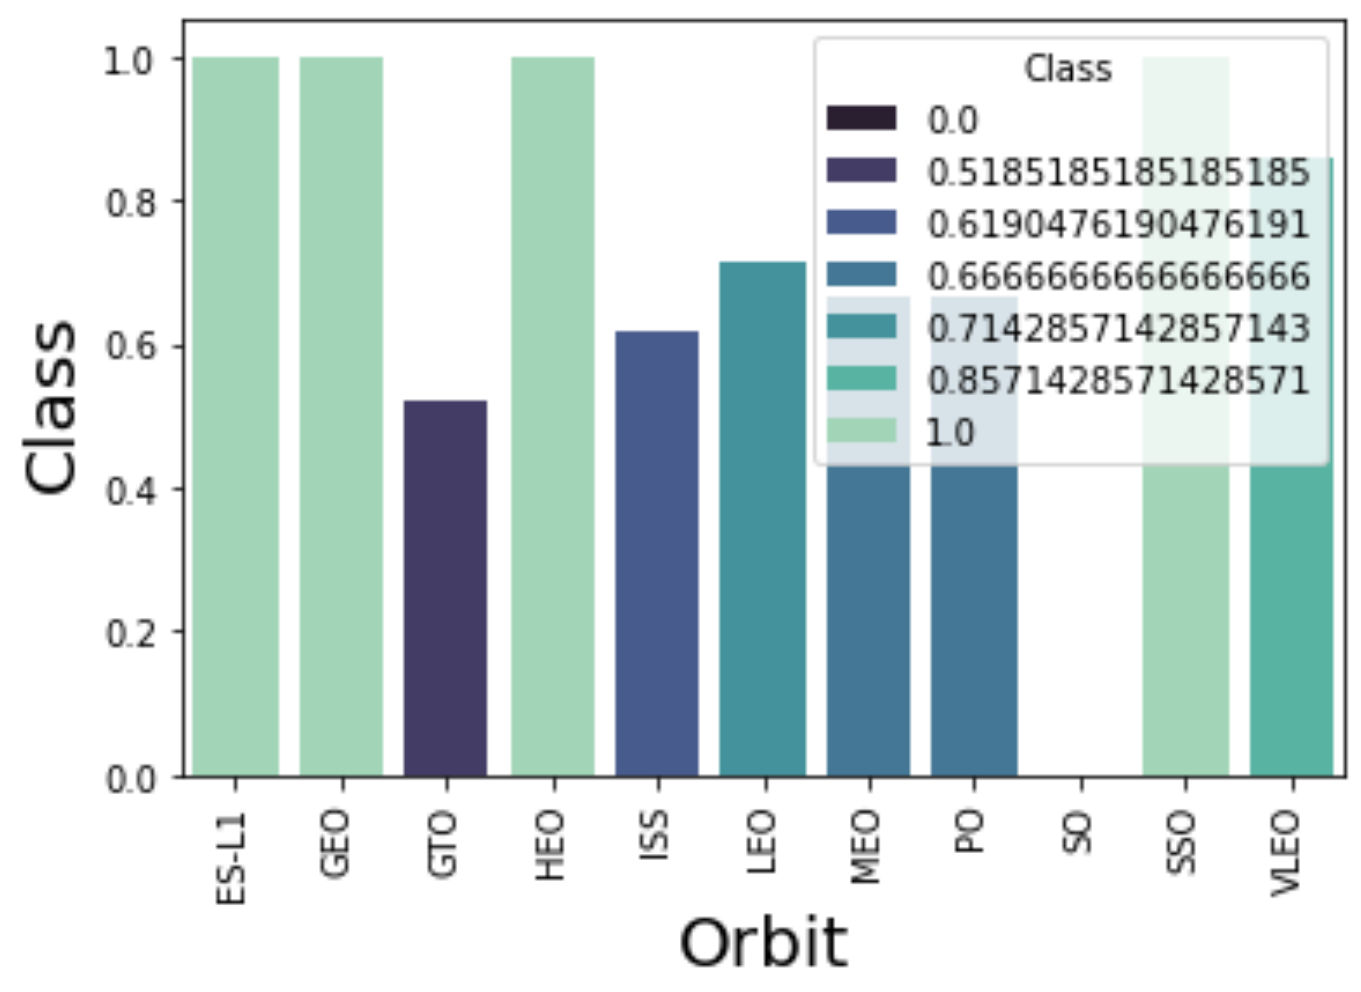 Class
1.0
0.8
0.6
0.4
0.2
0.0
Class
0.0
0.5185185185185185
0.6190476190476191
0.6666666666666666
0.7142857142857143
0.8571428571428571
1.0
ES-L1
GEO
GTO
HEO
ISS
LEO
MEO
PO
SO
SSO
VLEO
Orbit